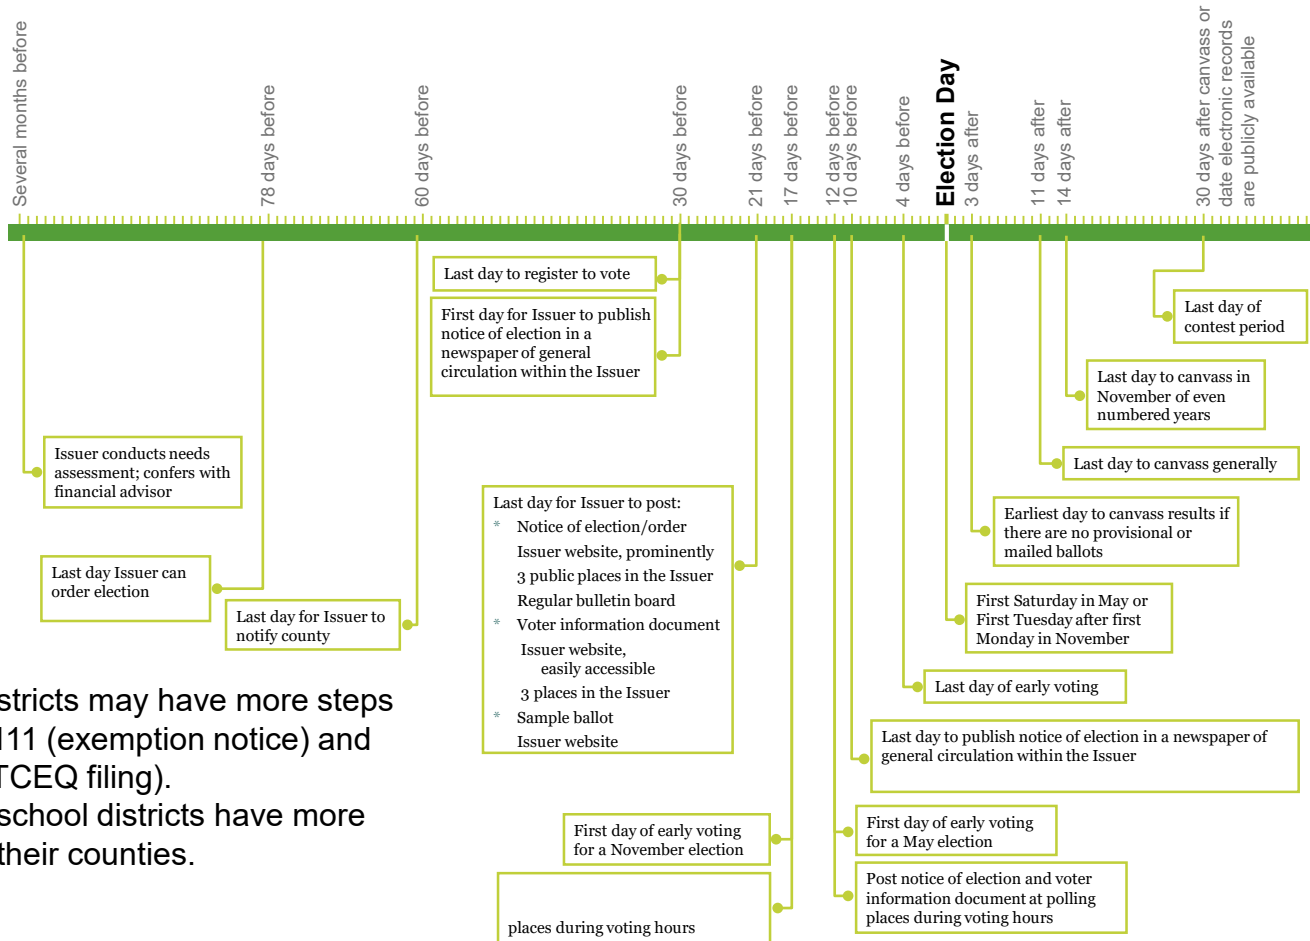 Several months before
78 days before
60 days before
30 days before
21 days before
17 days before
12 days before
10 days before
4 days before
Election Day
3 days after
11 days after
14 days after
30 days after canvass or
date electronic records
are publicly available
Last day to register to vote
First day for Issuer to publish
notice of election in a
newspaper of general
circulation within the Issuer
Last day of
contest period
Last day to canvass in
November of even
numbered years
Issuer conducts needs
assessment; confers with
financial advisor
Last day to canvass generally
Last day for Issuer to post:
* Notice of election/order
Issuer website, prominently
3 public places in the Issuer
Regular bulletin board
* Voter information document
Issuer website,
easily accessible
3 places in the Issuer
* Sample ballot
Issuer website
Earliest day to canvass results if
there are no provisional or
mailed ballots
Last day Issuer can
order election
Last day for Issuer to
notify county
First Saturday in May or
First Tuesday after first
Monday in November
Last day of early voting
stricts may have more steps
111 (exemption notice) and
TCEQ filing).
school districts have more
their counties.
Last day to publish notice of election in a newspaper of
general circulation within the Issuer
First day of early voting
for a November election
First day of early voting
for a May election
Post notice of election and voter
information document at polling
places during voting hours
places during voting hours